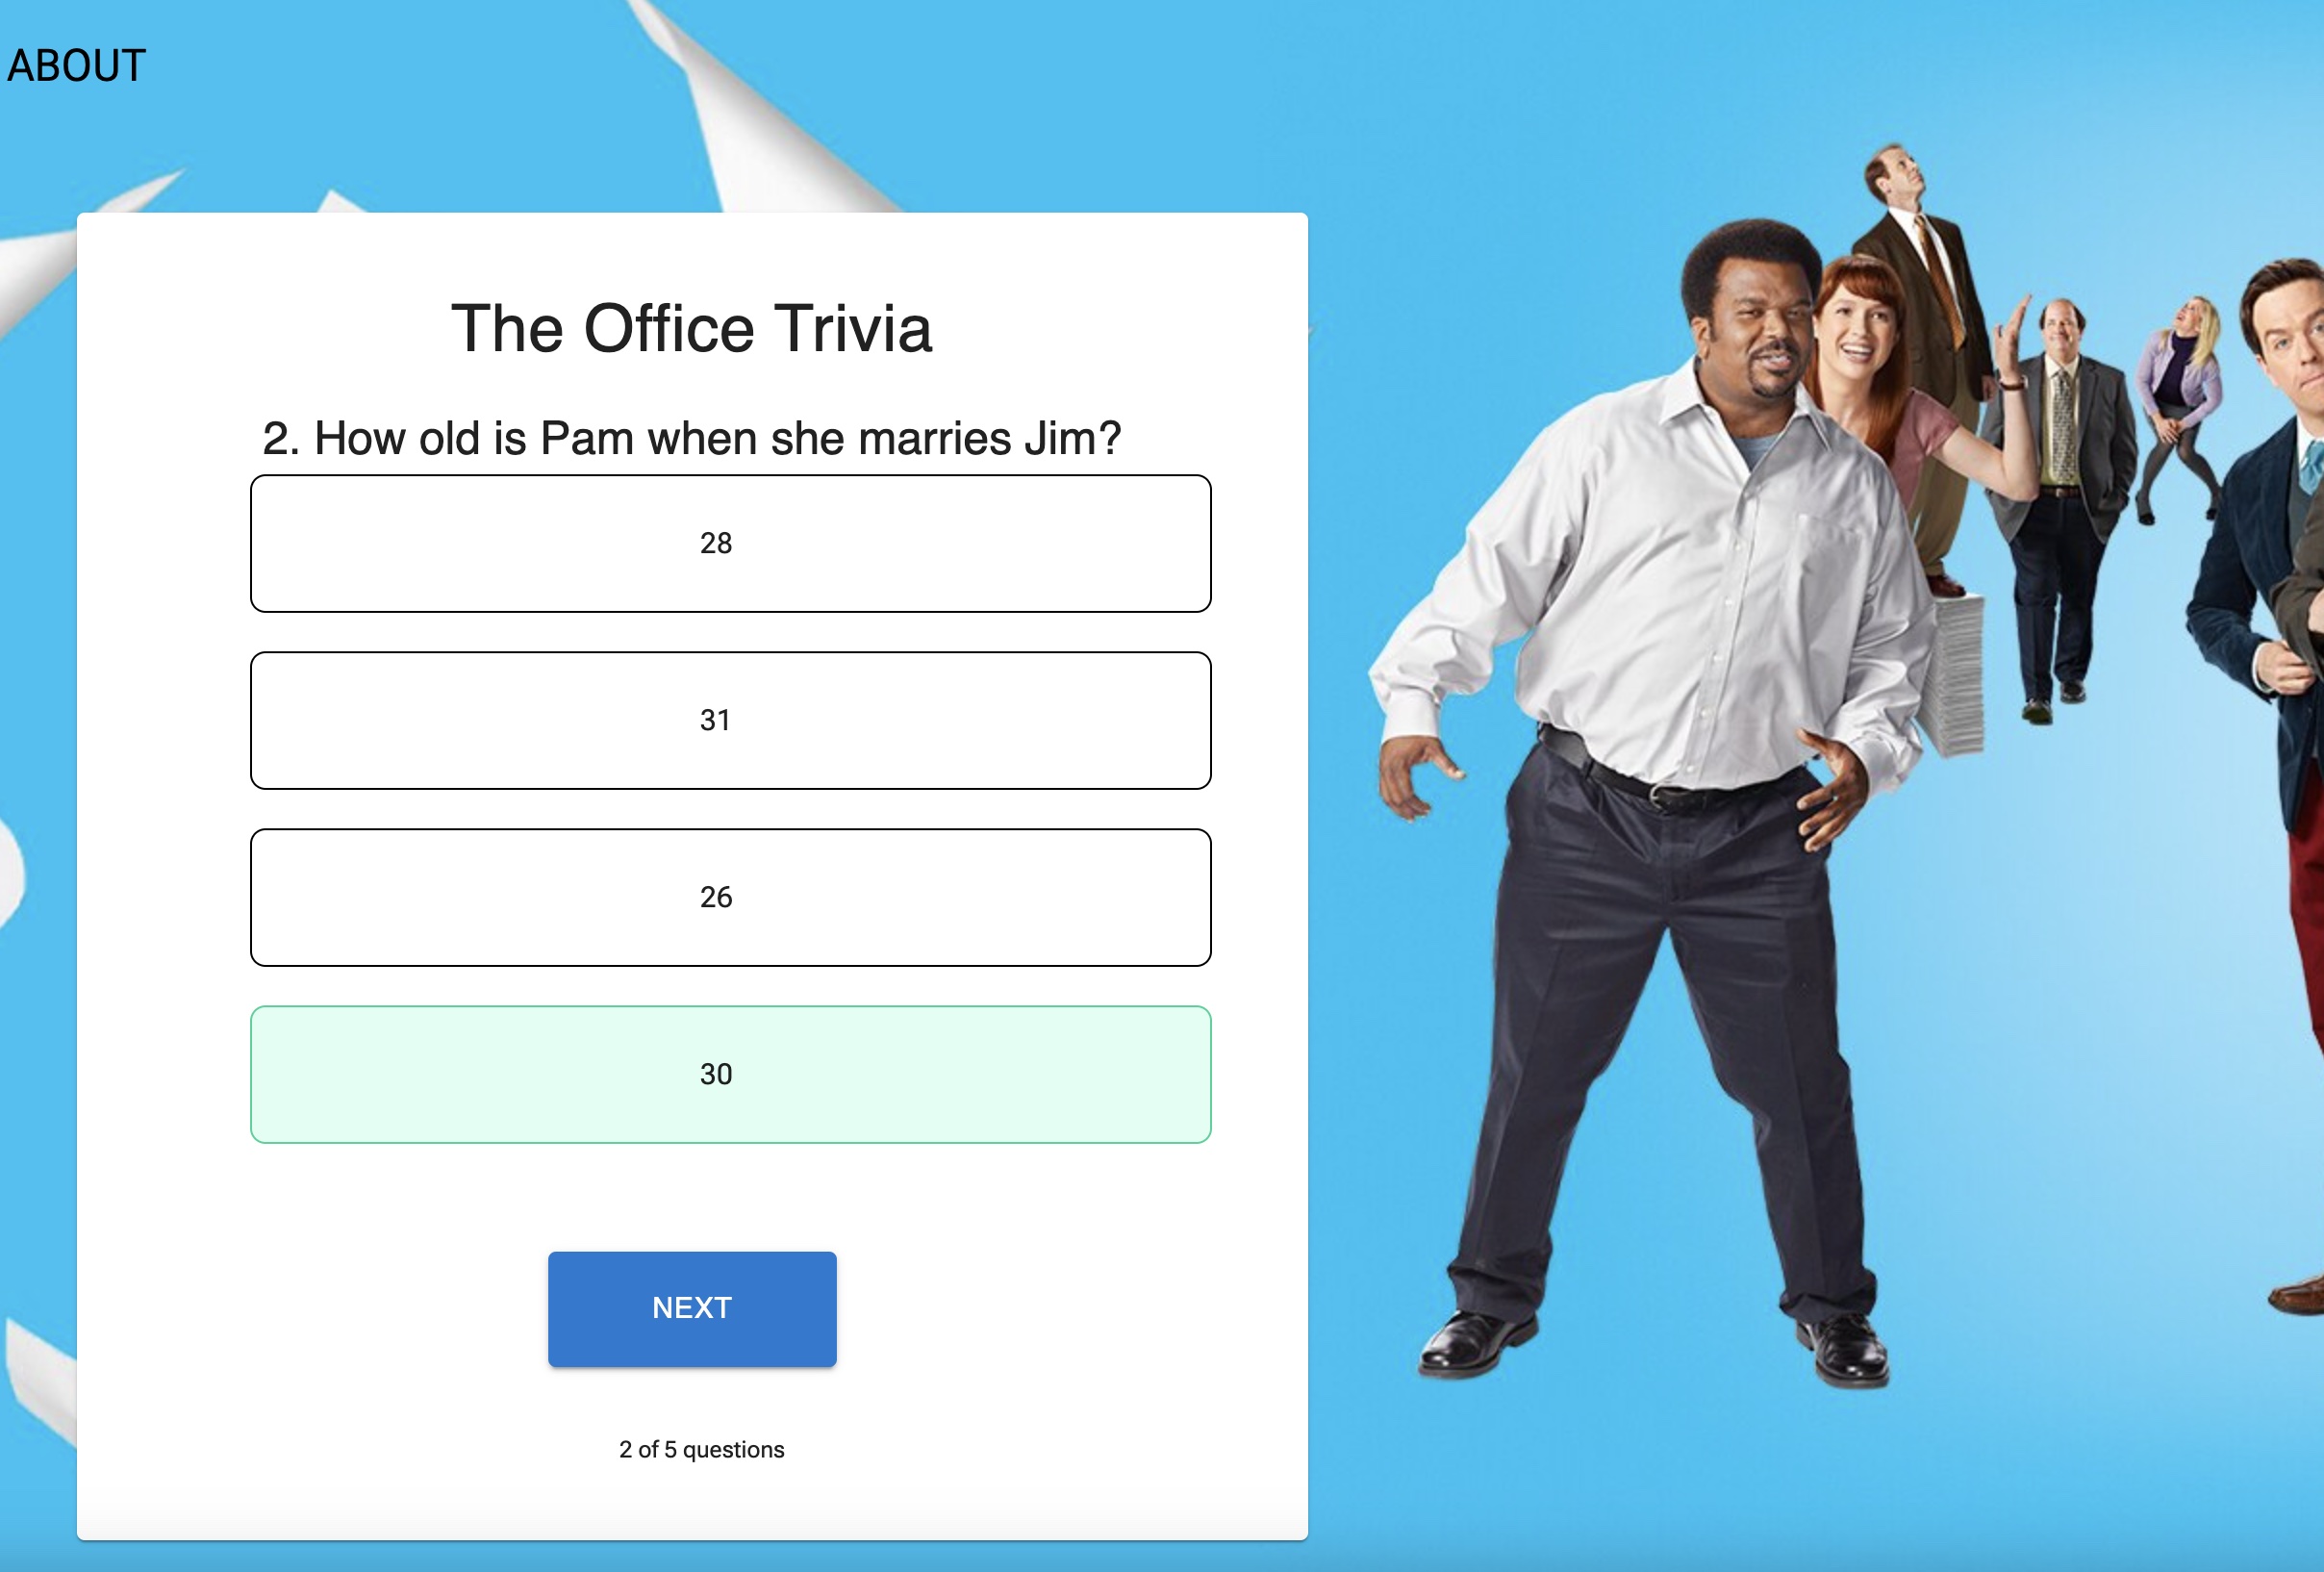 ABOUT
The Office Trivia
2. How old is Pam when she marries Jim?
28
31
26
30
NEXT
2 of 5 questions